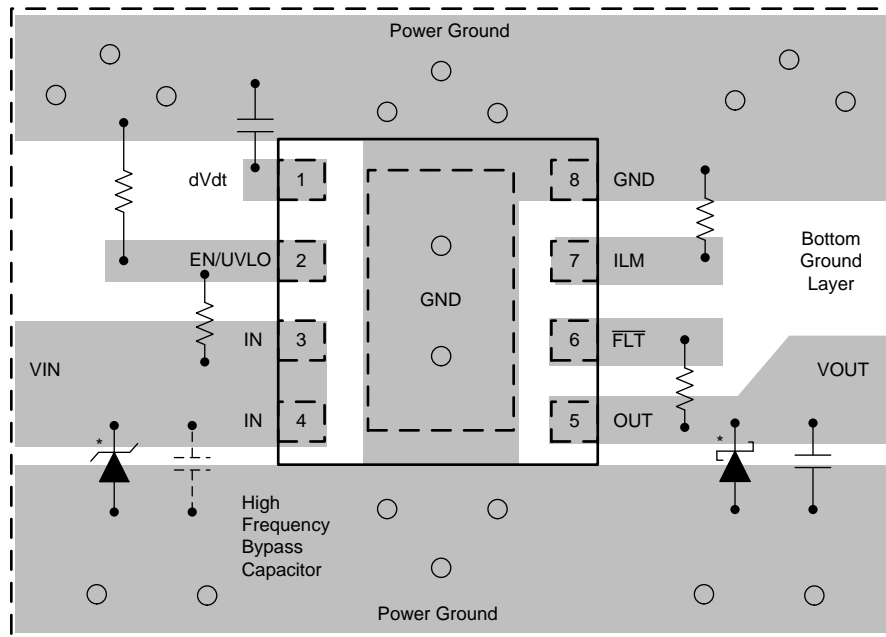 Power Ground
dVdt 1 8 GND
EN/UVLO 2 7 ILM
Bottom
Ground
Layer
GND
IN 3 6 FLT
VIN
VOUT
IN 4 5 OUT
*
*
High
Frequency
Bypass
Capacitor
Power Ground